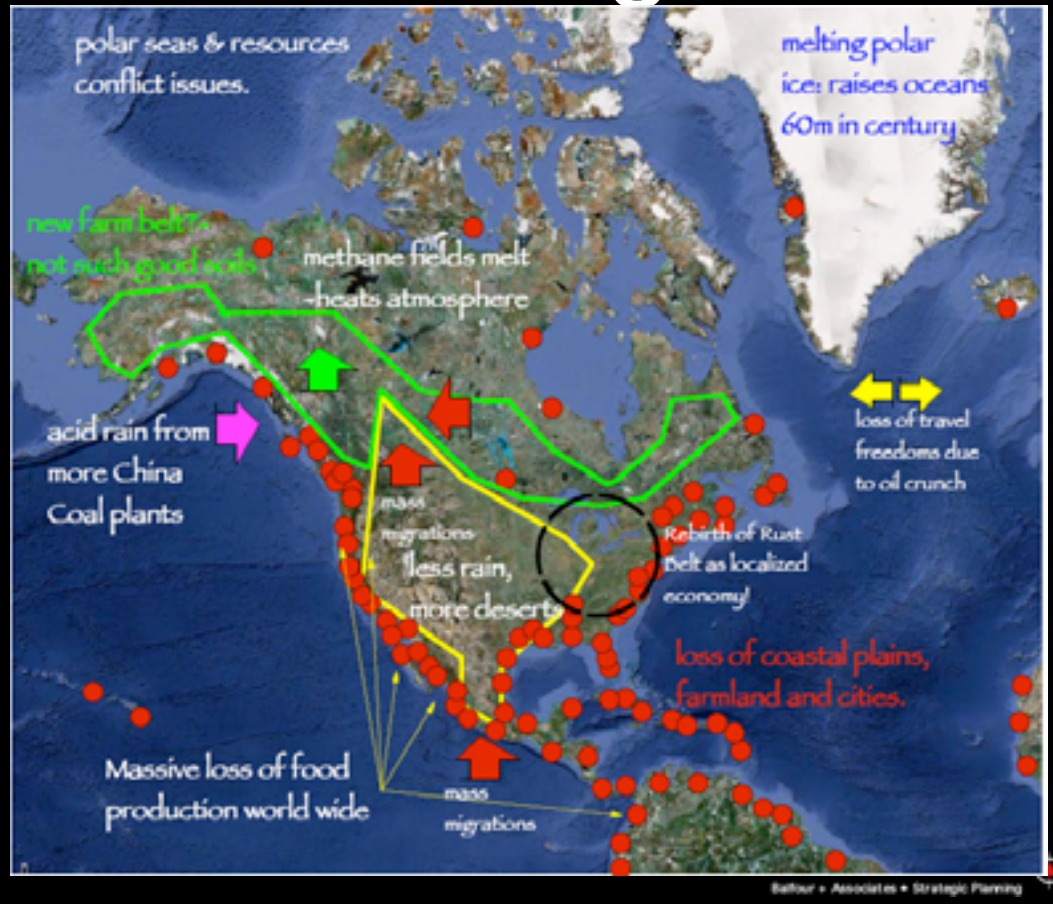 polar seas & resources
conflict issues.
melting polar
ice: raises oceans
60m in century
new farm belt?-
not such good soils
methane fields melt
-heats atmosphere
acid rain from
more China
Coal plants
loss of travel
freedoms due
to oil crunch
mass
migrations
less rain,
more deserts
Rebirth of Rust
Belt as localized
economy!
loss of coastal plains,
farmland and cities.
Massive loss of food
production world wide
mass
migrations
Balfour + Associates • Strategic Planning